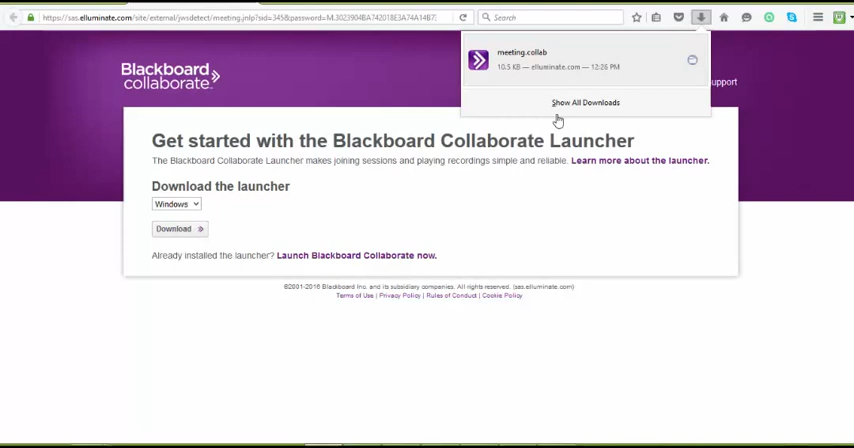 https://sas.elluminate.com/site/external/jwsdetect/meeting.jnlp?sid=345&password=M.3023904BA742018E3A74A14B7
Search
meeting.collab
10.5 KB — elluminate.com — 12:26 PM
Show All Downloads
Blackboard
collaborate
upport
Get started with the Blackboard Collaborate Launcher
The Blackboard Collaborate Launcher makes joining sessions and playing recordings simple and reliable. Learn more about the launcher.
Download the launcher
Windows
Download »
Already installed the launcher? Launch Blackboard Collaborate now.
©2001-2016 Blackboard Inc. and its subsidiary companies. All rights reserved. (sas.elluminate.com)
Terms of Use | Privacy Policy | Rules of Conduct | Cookie Policy